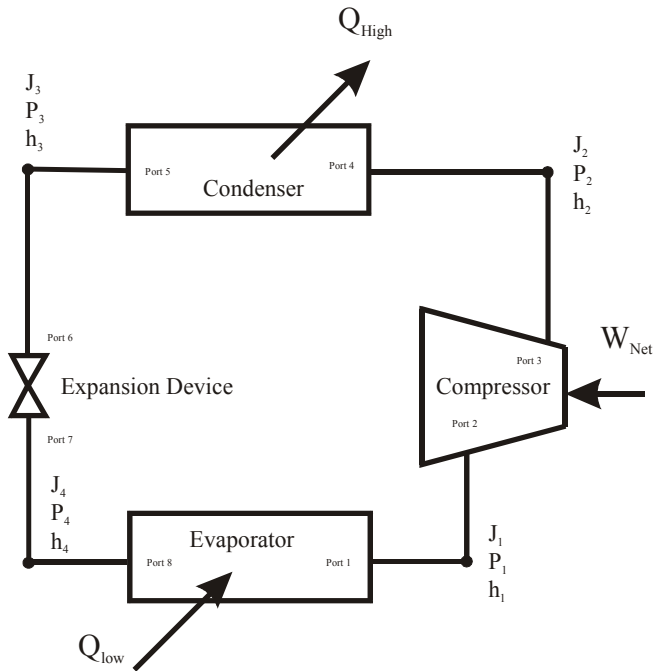 Q_High
J_3
P_3
h_3
J_2
P_2
h_2
Port 5
Port 4
Condenser
Port 6
Expansion Device
Port 7
Port 3
Compressor
Port 2
W_Net
J_4
P_4
h_4
Evaporator
Port 8
Port 1
J_1
P_1
h_1
Q_low